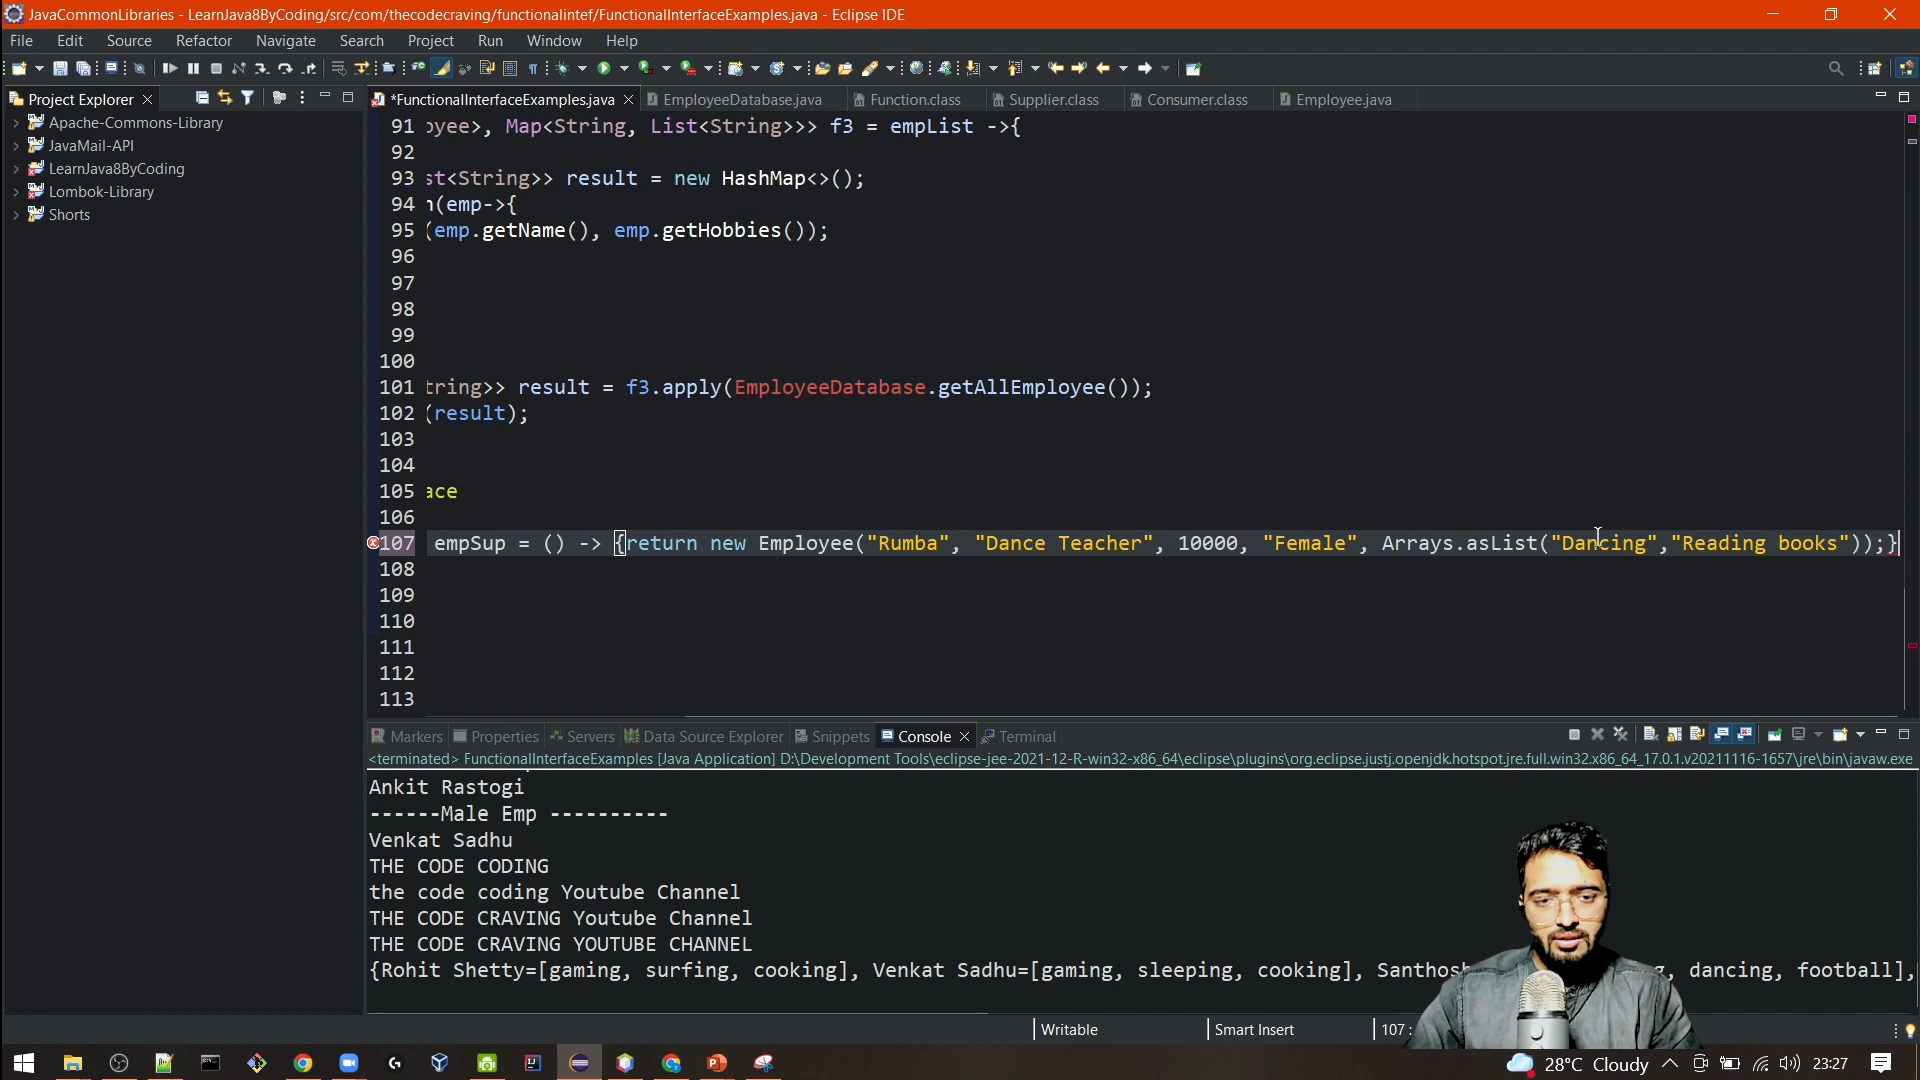 JavaCommonLibraries - LearnJava8ByCoding/src/com/thecodecraving/functionalintef/FunctionalInterfaceExamples.java - Eclipse IDE
File Edit Source Refactor Navigate Search Project Run Window Help
Project Explorer
*FunctionalInterfaceExamples.java EmployeeDatabase.java Function.class Supplier.class Consumer.class Employee.java
Apache-Commons-Library
JavaMail-API
LearnJava8ByCoding
Lombok-Library
Shorts
91 oyee>, Map<String, List<String>>> f3 = empList ->{
92
93 st<String>> result = new HashMap<>();
94 (emp->{
95 (emp.getName(), emp.getHobbies());
96
97
98
99
100
101 tring>> result = f3.apply(EmployeeDatabase.getAllEmployee());
102 (result);
103
104
105 ace
106
107 empSup = () -> {return new Employee("Rumba", "Dance Teacher", 10000, "Female", Arrays.asList("Dancing","Reading books"));}
108
109
110
111
112
113
Markers Properties Servers Data Source Explorer Snippets Console Terminal
<terminated> FunctionalInterfaceExamples [Java Application] D:\Development Tools\eclipse-jee-2021-12-R-win32-x86_64\eclipse\plugins\org.eclipse.justj.openjdk.hotspot.jre.full.win32.x86_64_17.0.1.v20211116-1657\jre\bin\javaw.exe
Ankit Rastogi
------Male Emp ----------
Venkat Sadhu
THE CODE CODING
the code coding Youtube Channel
THE CODE CRAVING Youtube Channel
THE CODE CRAVING YOUTUBE CHANNEL
{Rohit Shetty=[gaming, surfing, cooking], Venkat Sadhu=[gaming, sleeping, cooking], Santhosh dancing, football],
Writable Smart Insert 107 :
28°C Cloudy 23:27